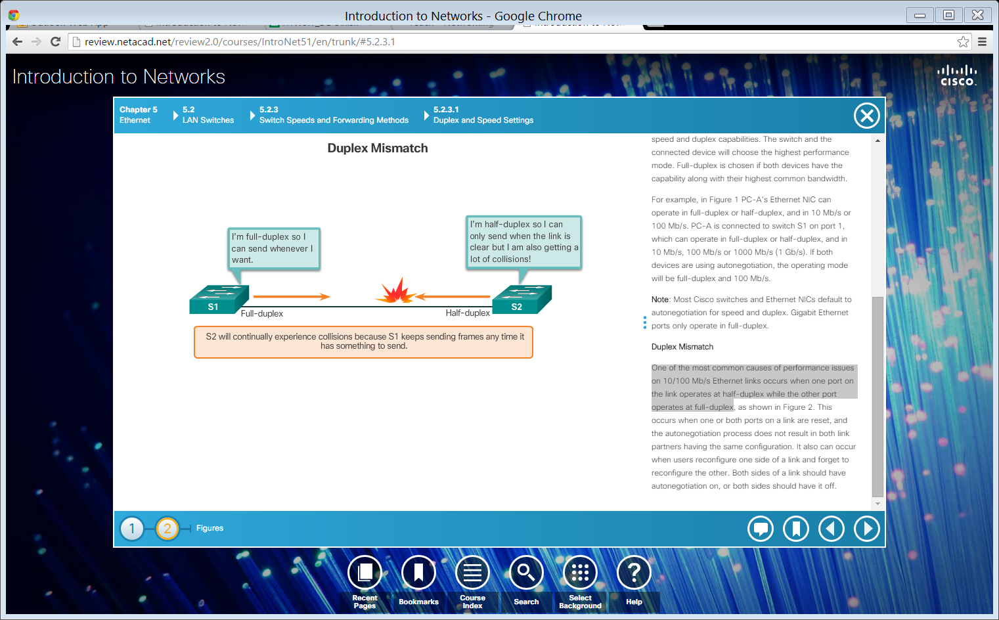 Introduction to Networks - Google Chrome
review.netacad.net/review2.0/courses/IntroNet51/en/trunk/#5.2.3.1
Introduction to Networks
CISCO
Chapter 5
Ethernet
5.2
LAN Switches
5.2.3
Switch Speeds and Forwarding Methods
5.2.3.1
Duplex and Speed Settings
Duplex Mismatch
I'm full-duplex so I
can send whenever I
want.
I'm half-duplex so I can
only send when the link is
clear but I am also getting a
lot of collisions!
S1
S2
Full-duplex
Half-duplex
S2 will continually experience collisions because S1 keeps sending frames any time it
has something to send.
speed and duplex capabilities. The switch and the
connected device will choose the highest performance
mode. Full-duplex is chosen if both devices have the
capability along with their highest common bandwidth.
For example, in Figure 1 PC-A's Ethernet NIC can
operate in full-duplex or half-duplex, and in 10 Mb/s or
100 Mb/s. PC-A is connected to switch S1 on port 1,
which can operate in full-duplex or half-duplex, and in
10 Mb/s, 100 Mb/s or 1000 Mb/s (1 Gb/s). If both
devices are using autonegotiation, the operating mode
will be full-duplex and 100 Mb/s.
Note: Most Cisco switches and Ethernet NICs default to
autonegotiation for speed and duplex. Gigabit Ethernet
ports only operate in full-duplex.
Duplex Mismatch
One of the most common causes of performance issues
on 10/100 Mb/s Ethernet links occurs when one port on
the link operates at half-duplex while the other port
operates at full-duplex, as shown in Figure 2. This
occurs when one or both ports on a link are reset, and
the autonegotiation process does not result in both link
partners having the same configuration. It also can occur
when users reconfigure one side of a link and forget to
reconfigure the other. Both sides of a link should have
autonegotiation on, or both sides should have it off.
1
2
Figures
Recent
Pages
Bookmarks
Course
Index
Search
Select
Background
?
Help